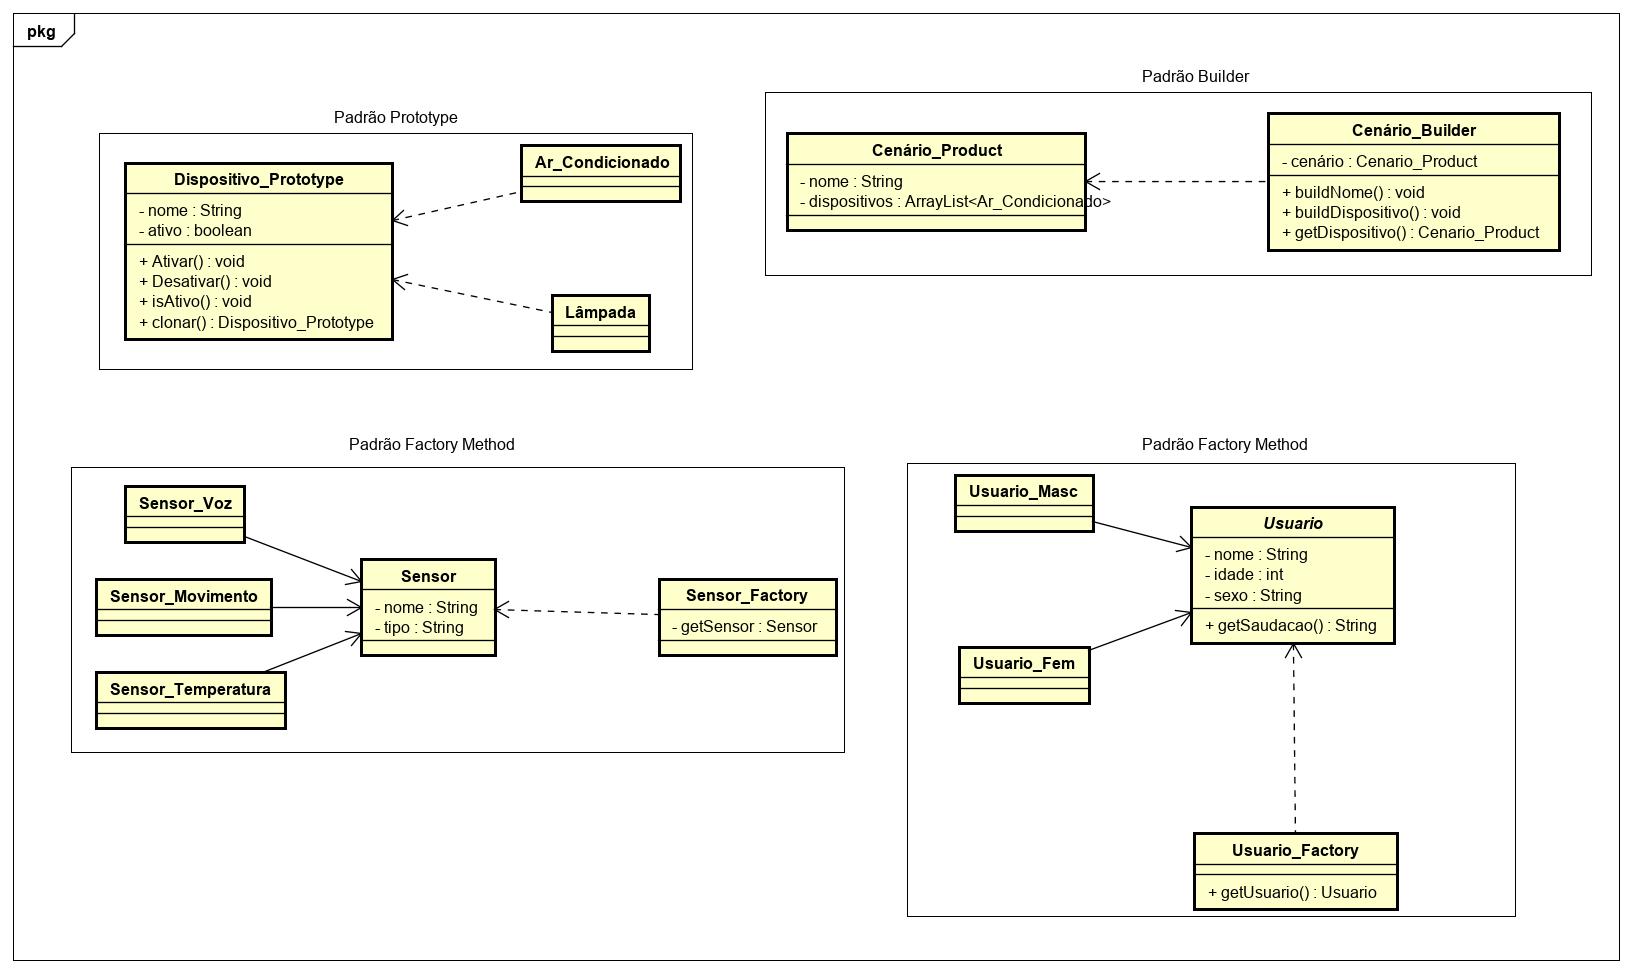 pkg
Padrão Prototype
Dispositivo_Prototype
- nome : String
- ativo : boolean
+ Ativar() : void
+ Desativar() : void
+ isAtivo() : void
+ clonar() : Dispositivo_Prototype
Ar_Condicionado
Lâmpada
Padrão Builder
Cenário_Product
- nome : String
- dispositivos : ArrayList<Ar_Condicionado>
Cenário_Builder
- cenário : Cenario_Product
+ buildNome() : void
+ buildDispositivo() : void
+ getDispositivo() : Cenario_Product
Padrão Factory Method
Sensor_Voz
Sensor_Movimento
Sensor_Temperatura
Sensor
- nome : String
- tipo : String
Sensor_Factory
- getSensor : Sensor
Padrão Factory Method
Usuario_Masc
Usuario_Fem
Usuario
- nome : String
- idade : int
- sexo : String
+ getSaudacao() : String
Usuario_Factory
+ getUsuario() : Usuario